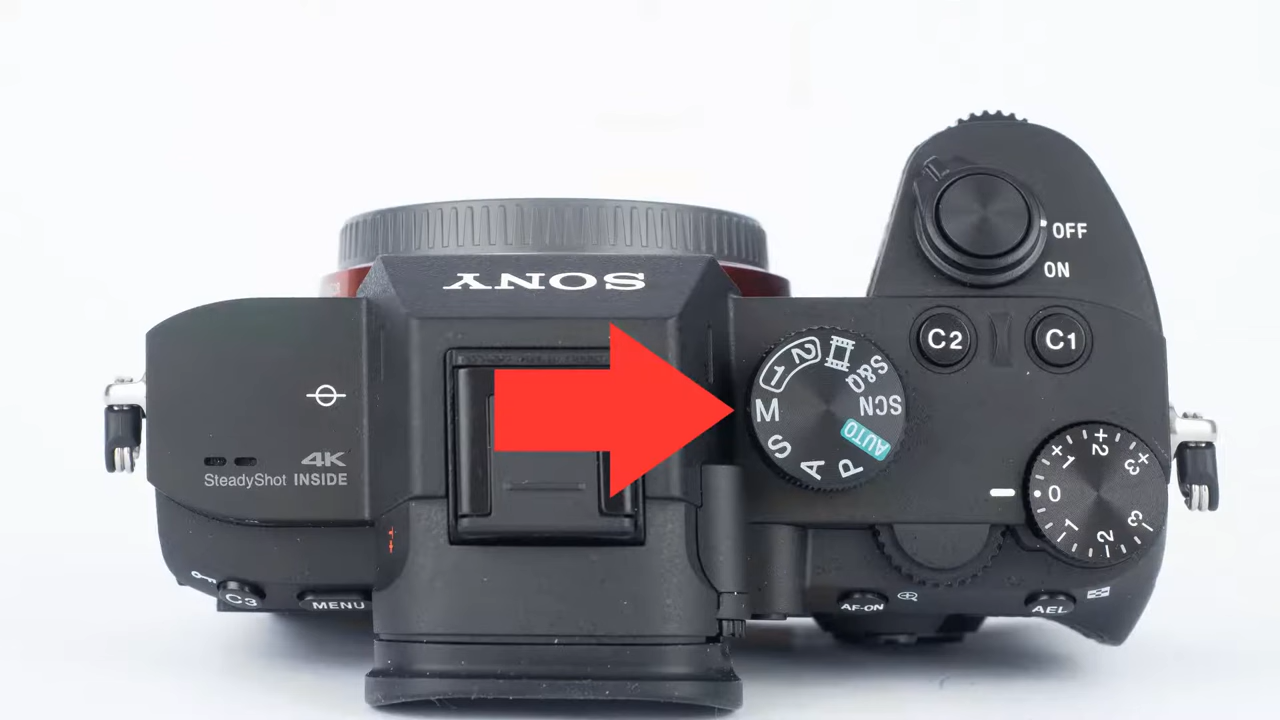 SONY
OFF
ON
C2
C1
1 2
S&Q
M
SCN
AUTO
S
A
P
4K
SteadyShot INSIDE
+1
+2
+3
0
1
2
3
C3
MENU
AF-ON
AEL